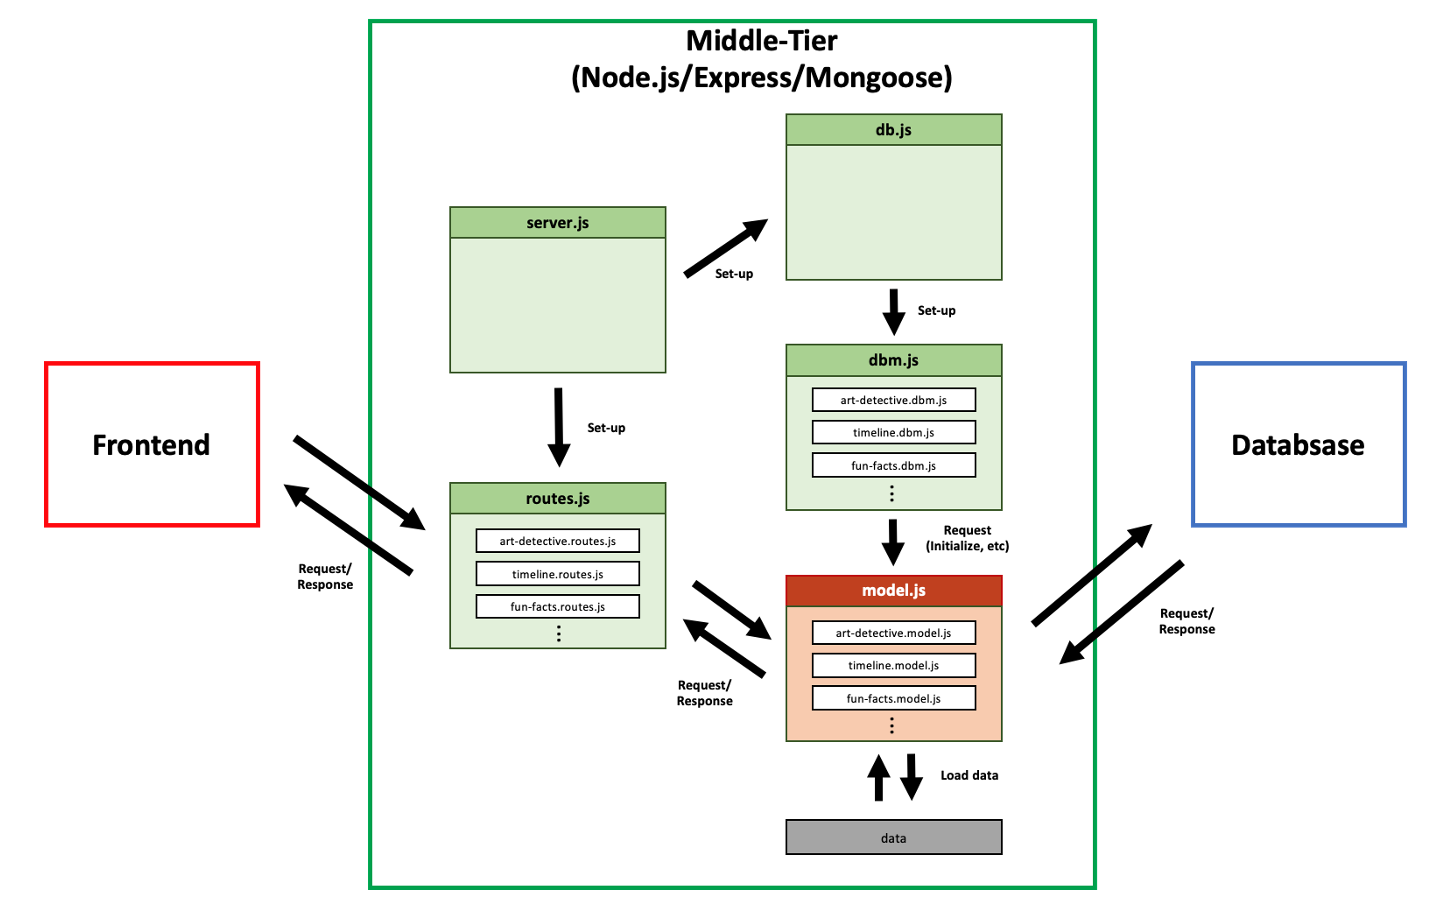 Middle-Tier
(Node.js/Express/Mongoose)
db.js
server.js
Set-up
Set-up
dbm.js
art-detective.dbm.js
timeline.dbm.js
fun-facts.dbm.js
Frontend
Databsase
Set-up
routes.js
art-detective.routes.js
timeline.routes.js
fun-facts.routes.js
Request
(Initialize, etc)
Request/
Response
model.js
art-detective.model.js
timeline.model.js
fun-facts.model.js
Request/
Response
Request/
Response
Load data
data